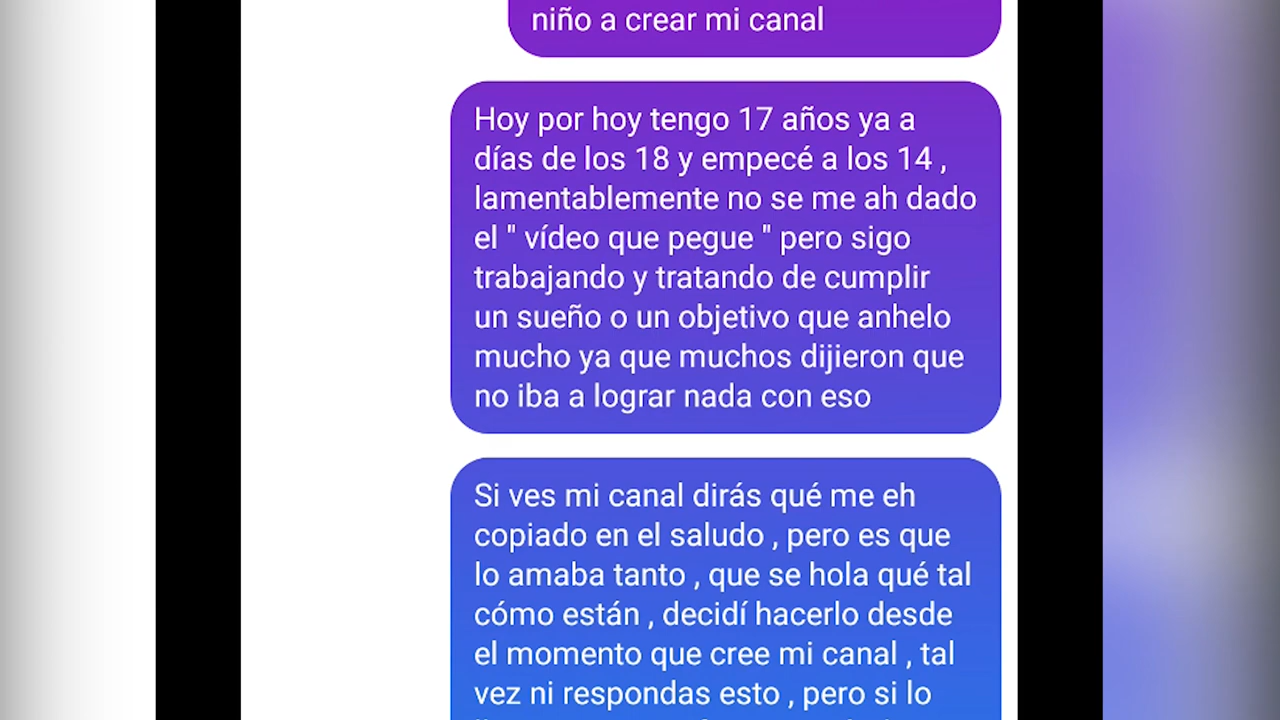 niño a crear mi canal
Hoy por hoy tengo 17 años ya a
días de los 18 y empecé a los 14 ,
lamentablemente no se me ah dado
el " vídeo que pegue " pero sigo
trabajando y tratando de cumplir
un sueño o un objetivo que anhelo
mucho ya que muchos dijieron que
no iba a lograr nada con eso
Si ves mi canal dirás qué me eh
copiado en el saludo , pero es que
lo amaba tanto , que se hola qué tal
cómo están , decidí hacerlo desde
el momento que cree mi canal , tal
vez ni respondas esto , pero si lo